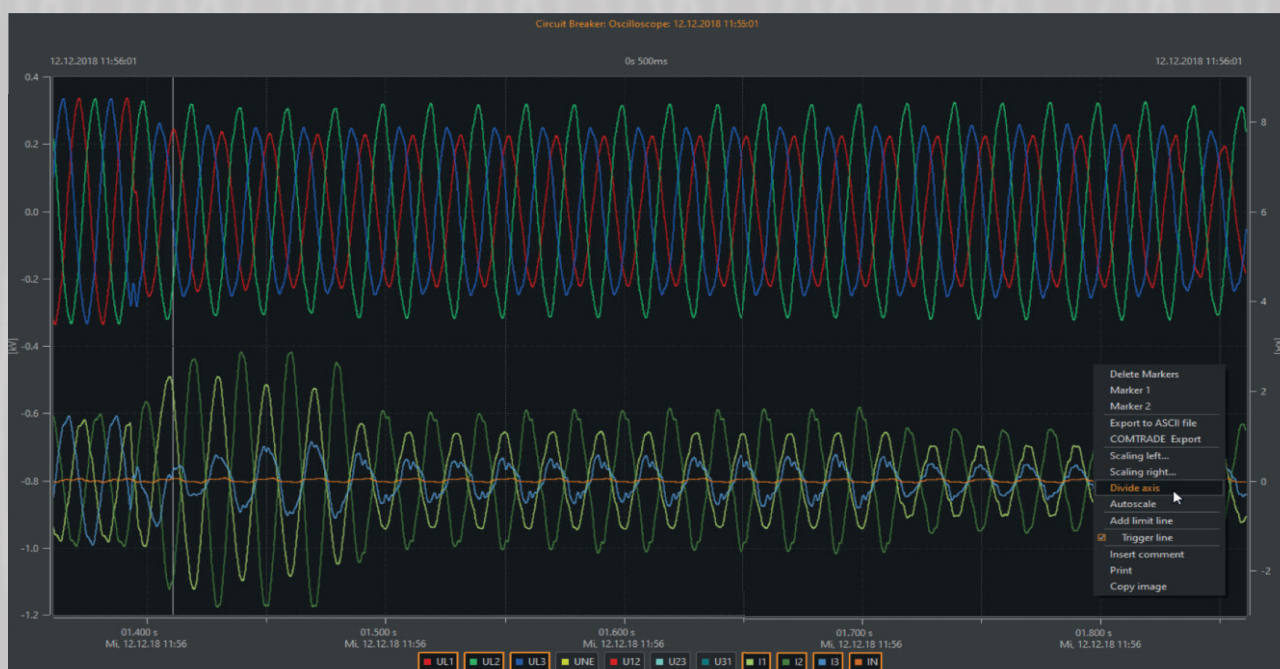 Circuit Breaker: Oscilloscope: 12.12.2018 11:55:01
12.12.2018 11:56:01 0s 500ms 12.12.2018 11:56:01
0.4
8
0.2
0.0 6
-0.2
4
[kV] -0.4
2
-0.6
-0.8 0
-1.0
-2
-1.2
Delete Markers
Marker 1
Marker 2
Export to ASCII file
COMTRADE Export
Scaling left...
Scaling right...
Divide axis
Autoscale
Add limit line
Trigger line
Insert comment
Print
Copy image
01.400 s 01.500 s 01.600 s 01.700 s 01.800 s
Mi, 12.12.18 11:56 Mi, 12.12.18 11:56 Mi, 12.12.18 11:56 Mi, 12.12.18 11:56 Mi, 12.12.18 11:56
UL1 UL2 UL3 UNE U12 U23 U31 I1 I2 I3 IN